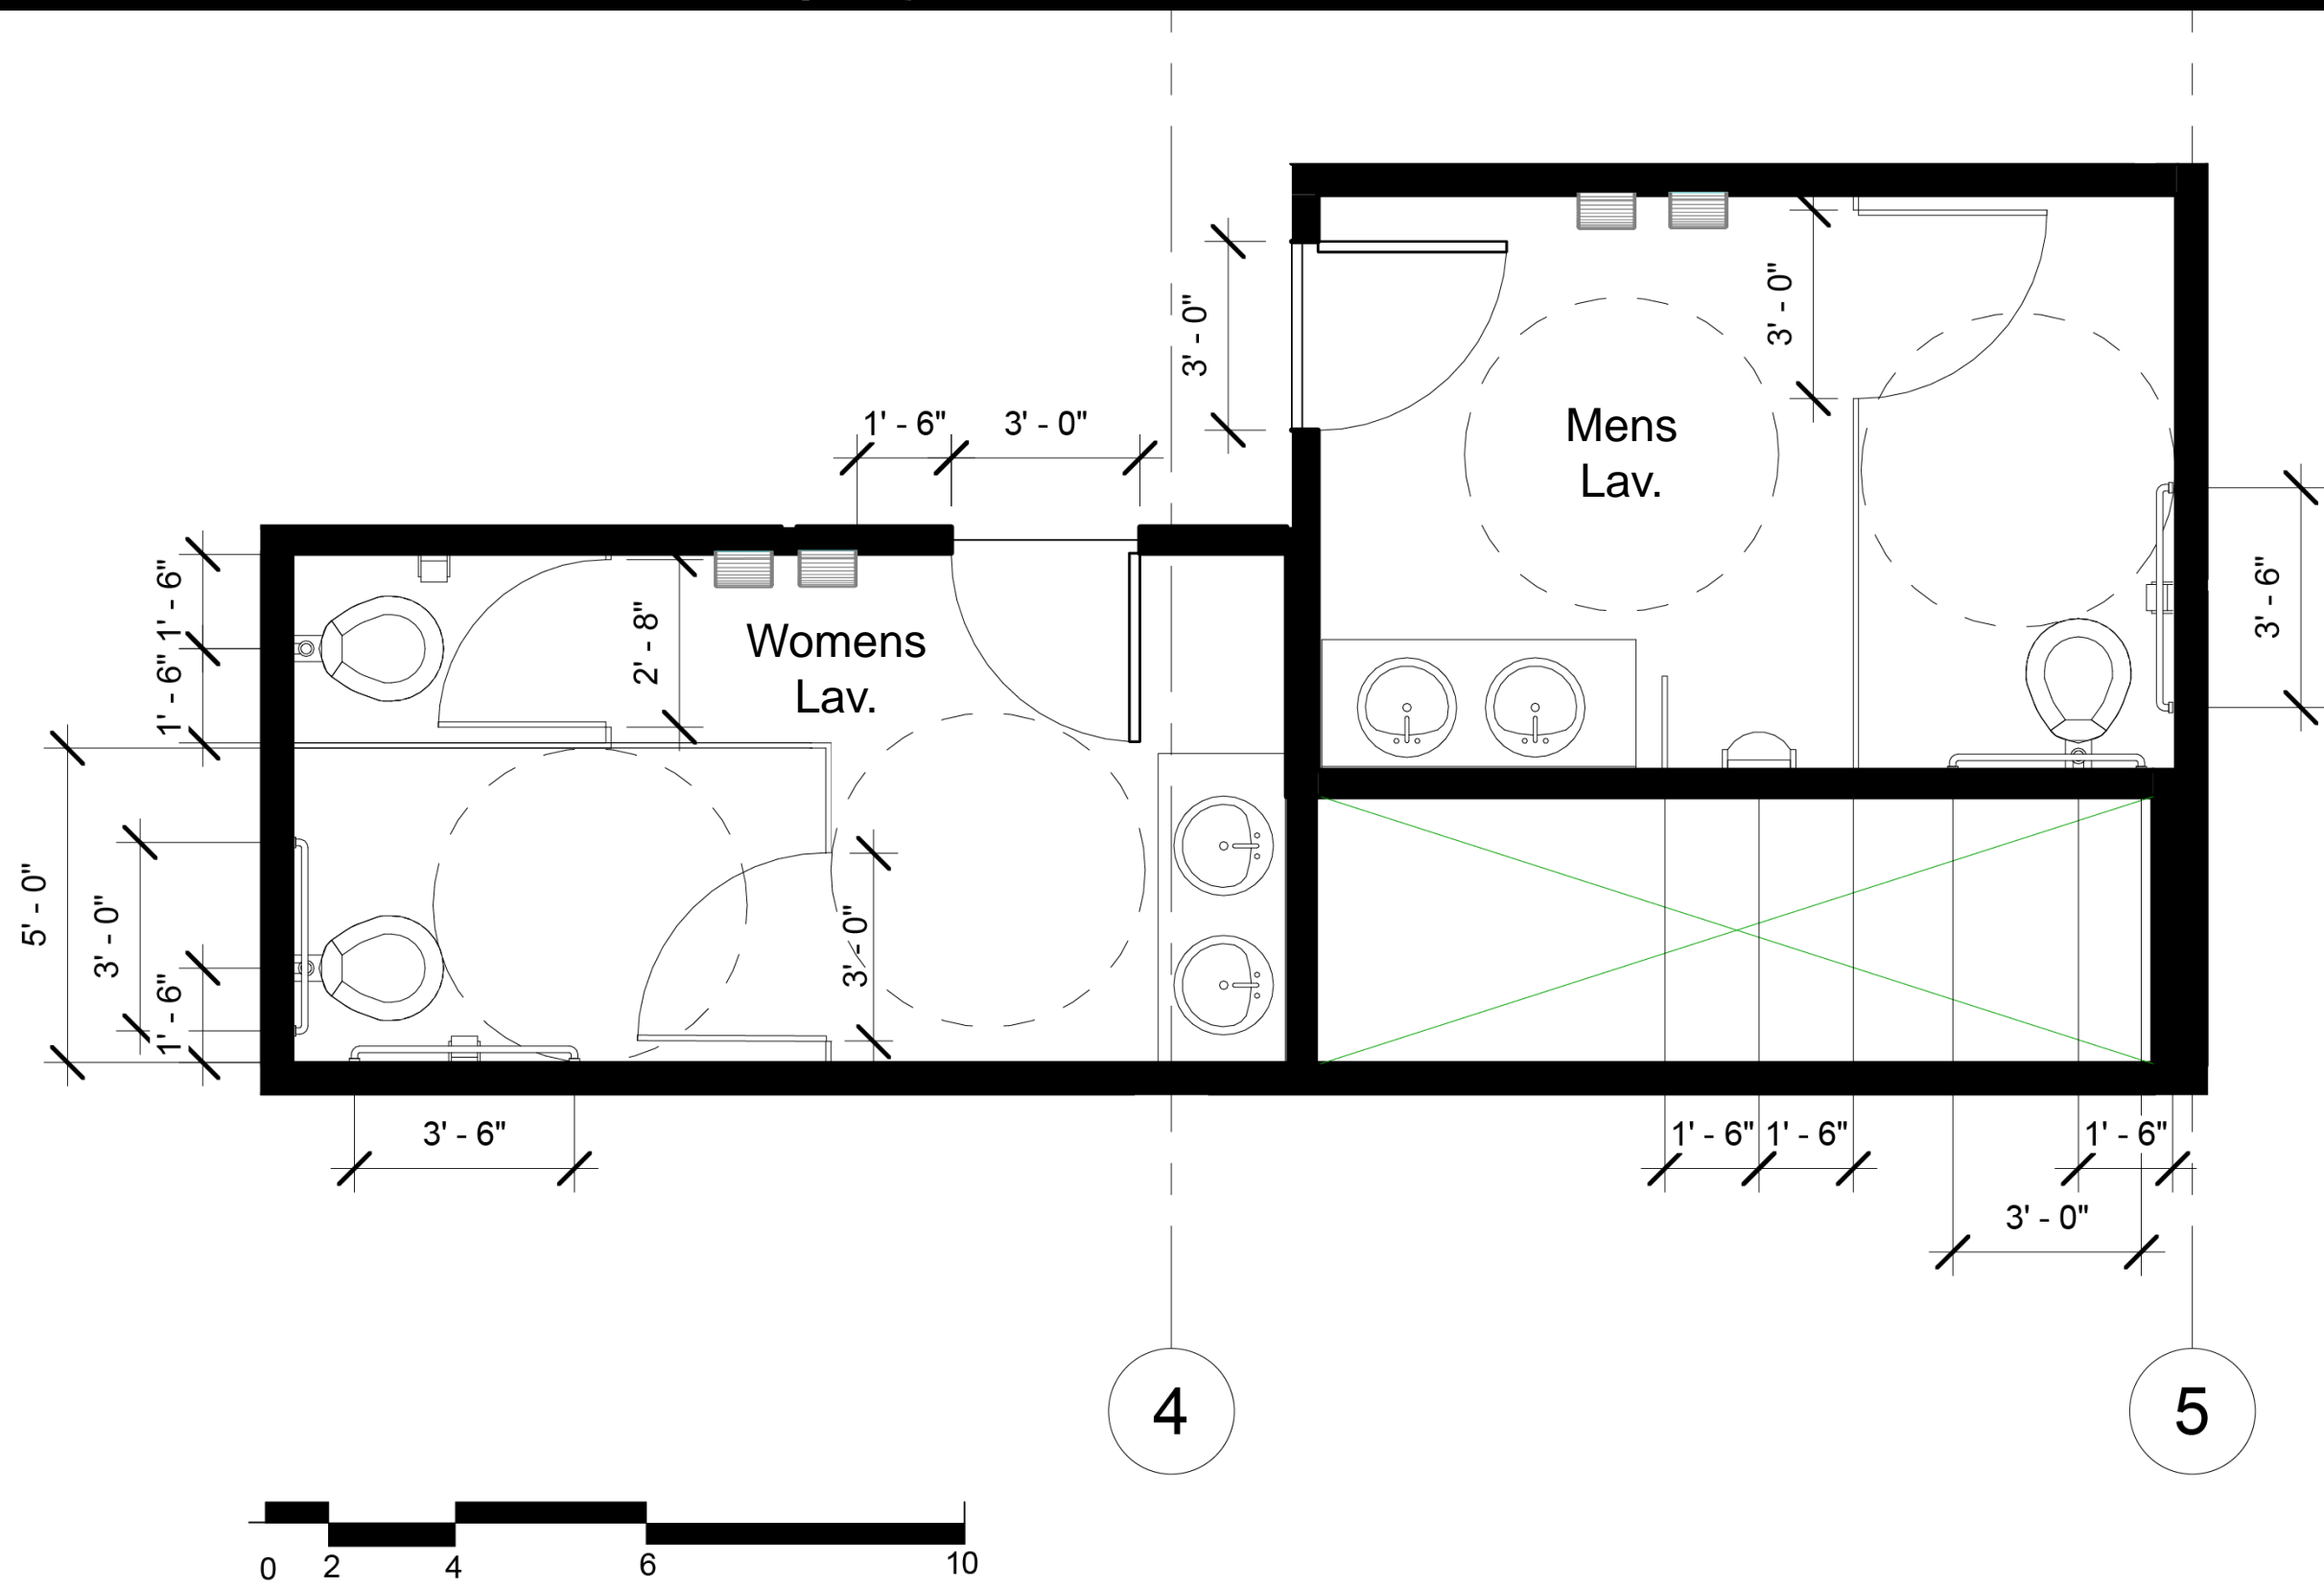 3' - 0"
3' - 0"
Mens
Lav.
1' - 6"
3' - 0"
3' - 6"
1' - 6"
1' - 6"
2' - 8"
Womens
Lav.
5' - 0"
3' - 0"
1' - 6"
3' - 0"
3' - 6"
1' - 6"
1' - 6"
1' - 6"
3' - 0"
4
5
0
2
4
6
10